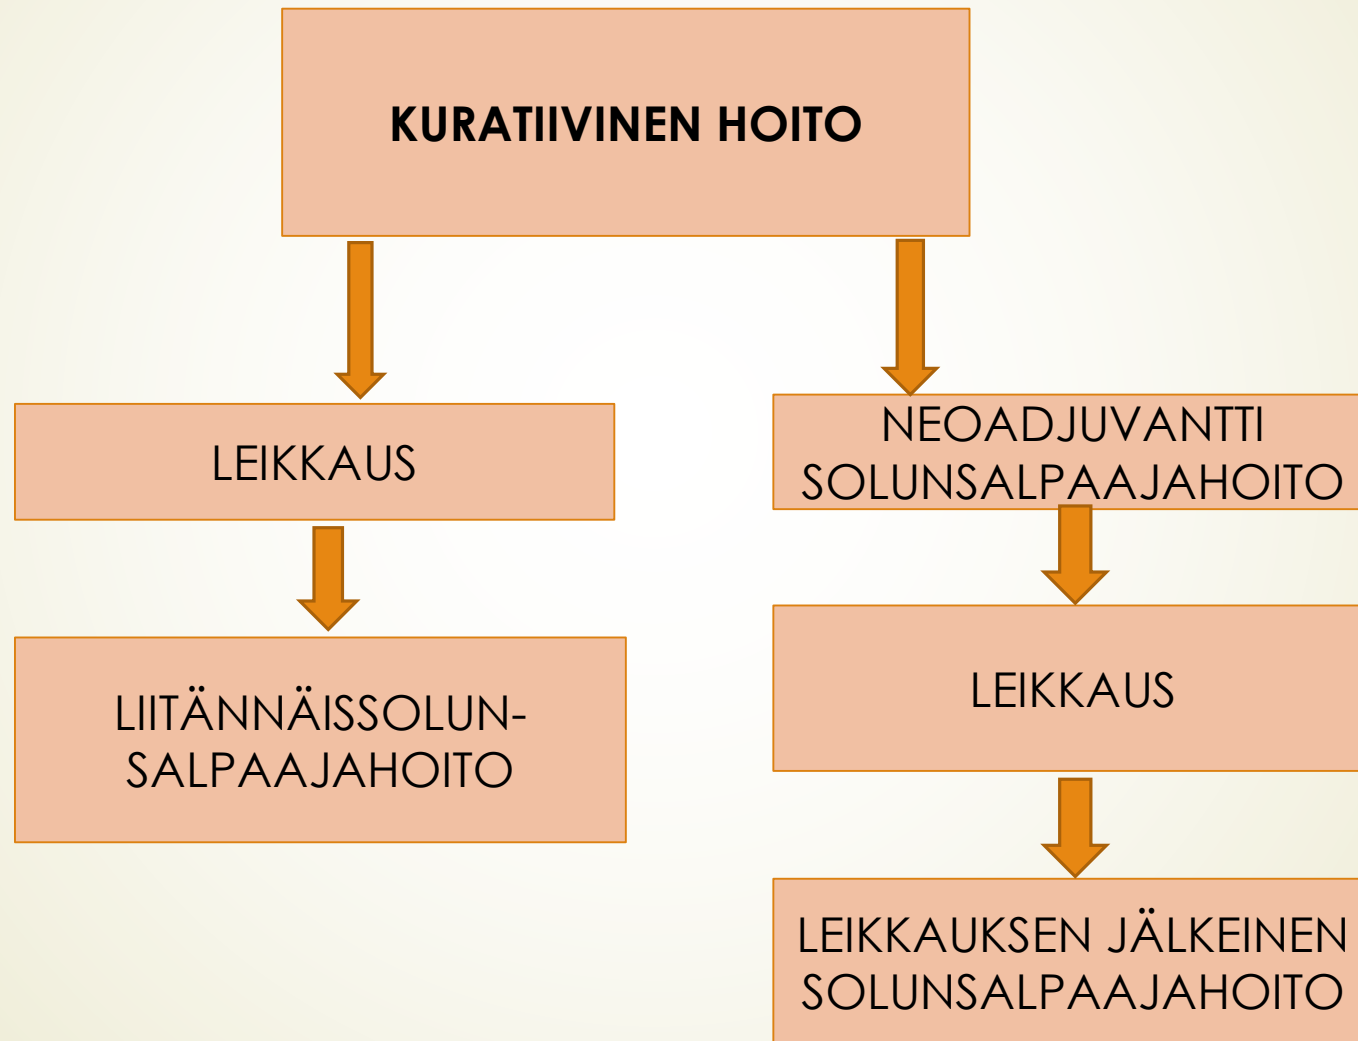 KURATIIVINEN HOITO
LEIKKAUS
LIITÄNNÄISSOLUN-
SALPAAJAHOITO
NEOADJUVANTTI
SOLUNSALPAAJAHOITO
LEIKKAUS
LEIKKAUKSEN JÄLKEINEN
SOLUNSALPAAJAHOITO